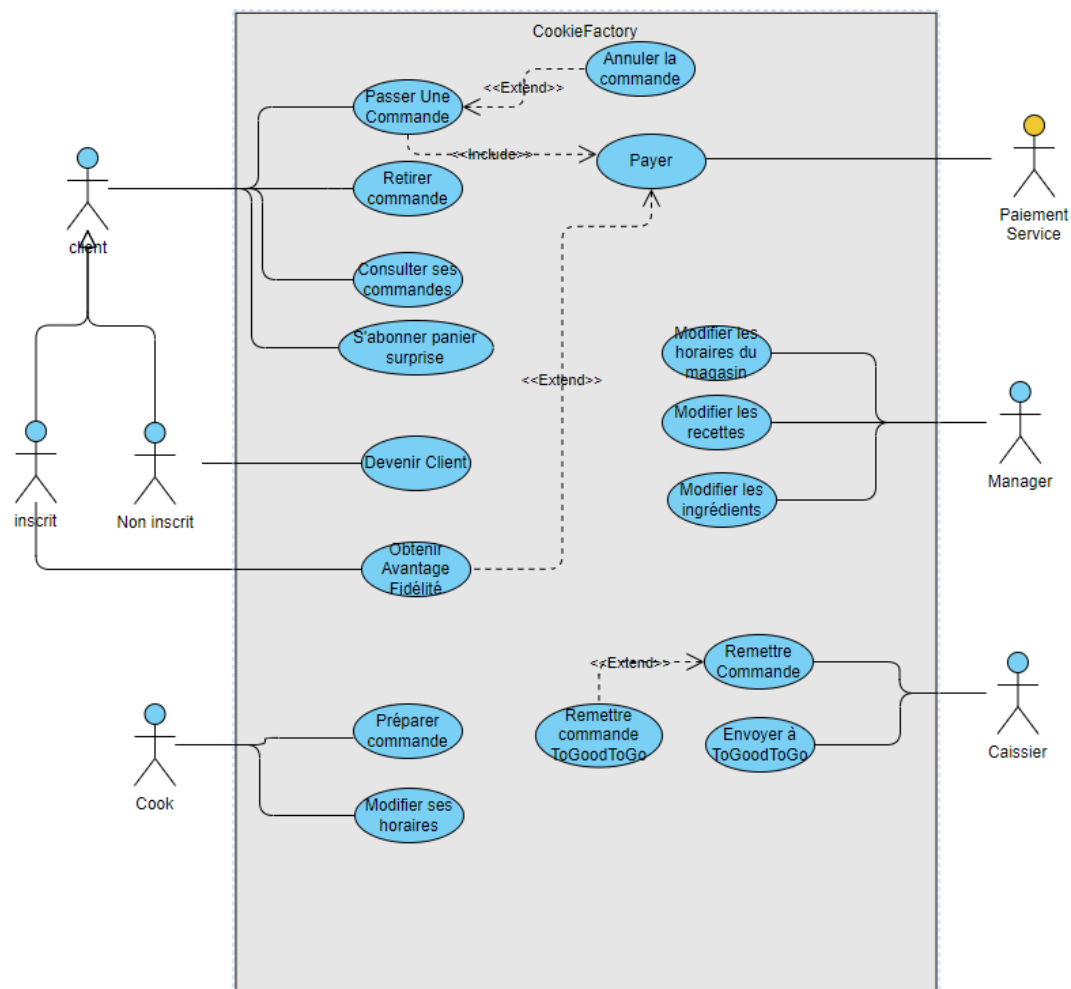 CookieFactory
Annuler la
commande
<<Extend>>
Passer Une
Commande
<<Include>>
Payer
Retirer
commande
client
Paiement
Service
Consulter ses
commandes
S'abonner panier
surprise
Modifier les
horaires du
magasin
<<Extend>>
Modifier les
recettes
Manager
Devenir Client
Modifier les
ingrédients
inscrit
Non inscrit
Obtenir
Avantage
Fidélité
<<Extend>>
Remettre
Commande
Remettre
commande
ToGoodToGo
Envoyer à
ToGoodToGo
Caissier
Préparer
commande
Cook
Modifier ses
horaires